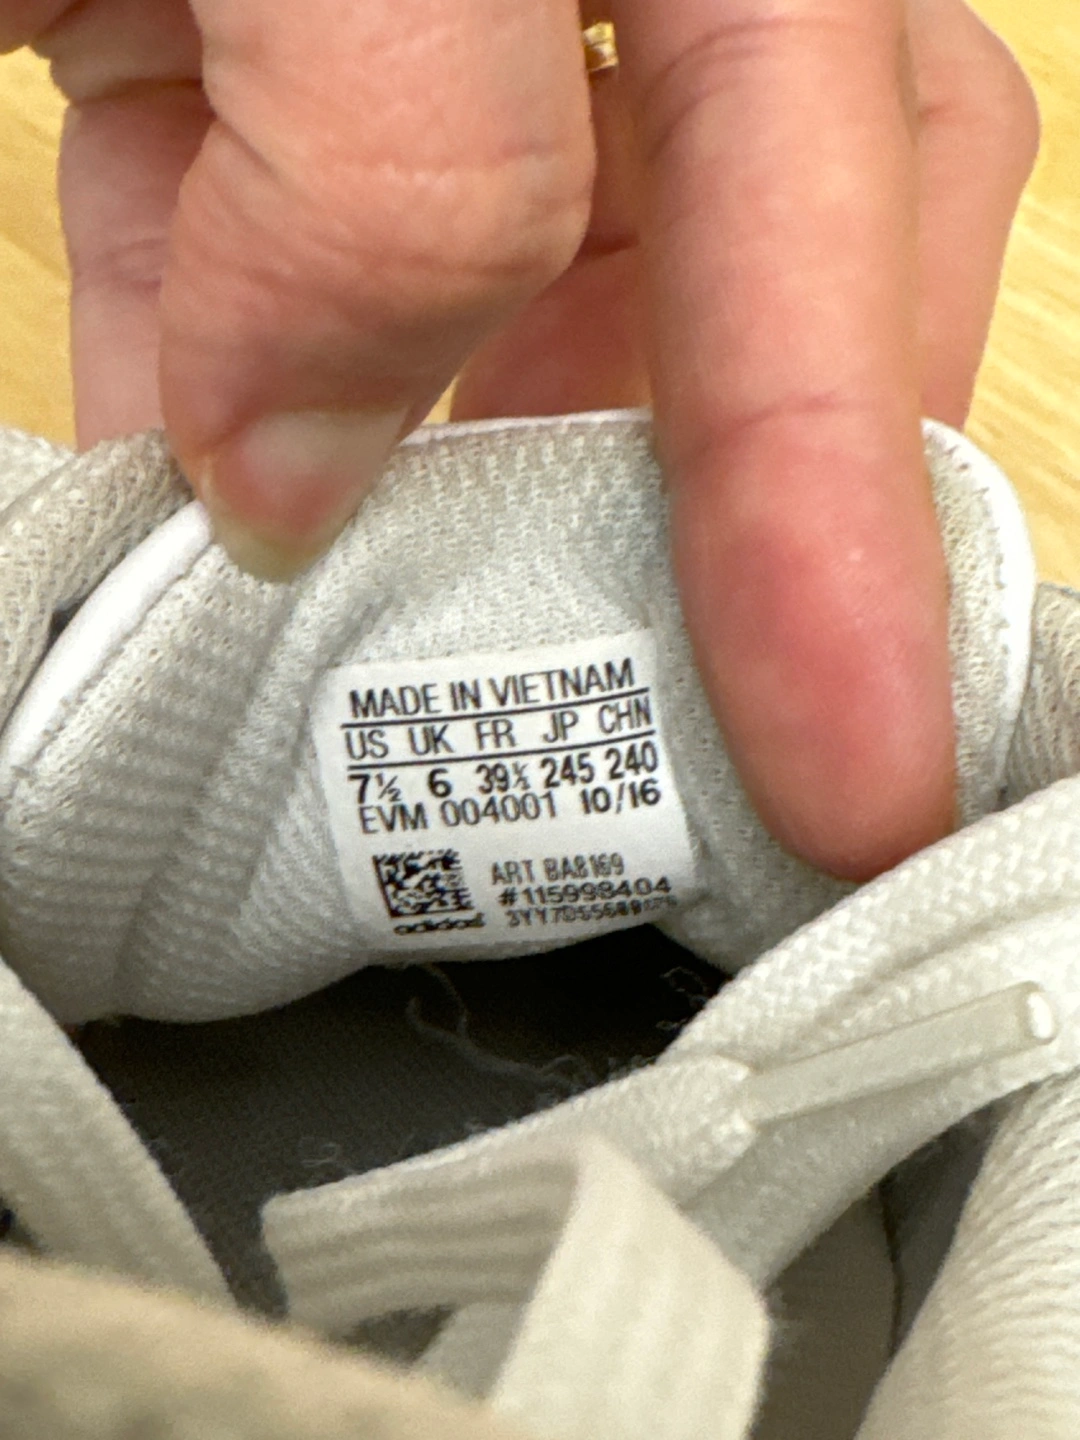 MADE IN VIETNAM
US UK FR JP CHN
7½ 6 39⅓ 245 240
EVM 004001 10/16
ART BA8169
#115998404
adidas